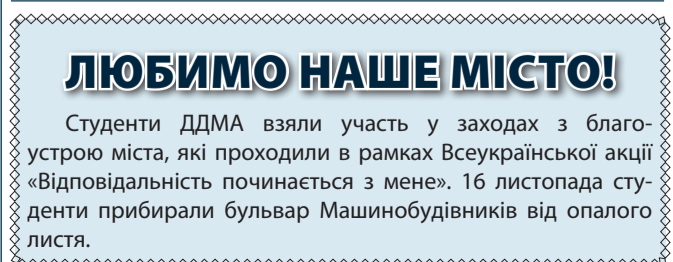 ЛЮБИМО НАШЕ МІСТО!
Студенти ДДМА взяли участь у заходах з благо-
устрою міста, які проходили в рамках Всеукраїнської акції
«Відповідальність починається з мене». 16 листопада сту-
денти прибирали бульвар Машинобудівників від опалого
листя.